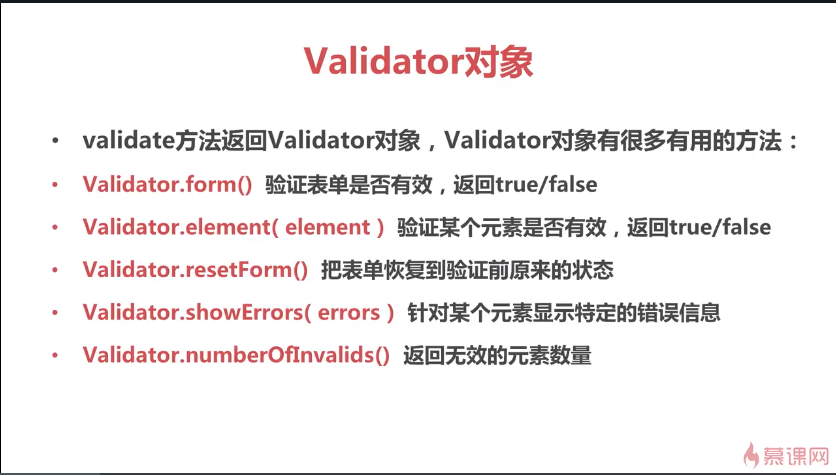 Validator对象
• validate方法返回Validator对象，Validator对象有很多有用的方法：
• Validator.form() 验证表单是否有效，返回true/false
• Validator.element( element ) 验证某个元素是否有效，返回true/false
• Validator.resetForm() 把表单恢复到验证前原来的状态
• Validator.showErrors( errors ) 针对某个元素显示特定的错误信息
• Validator.numberOfInvalids() 返回无效的元素数量
慕课网